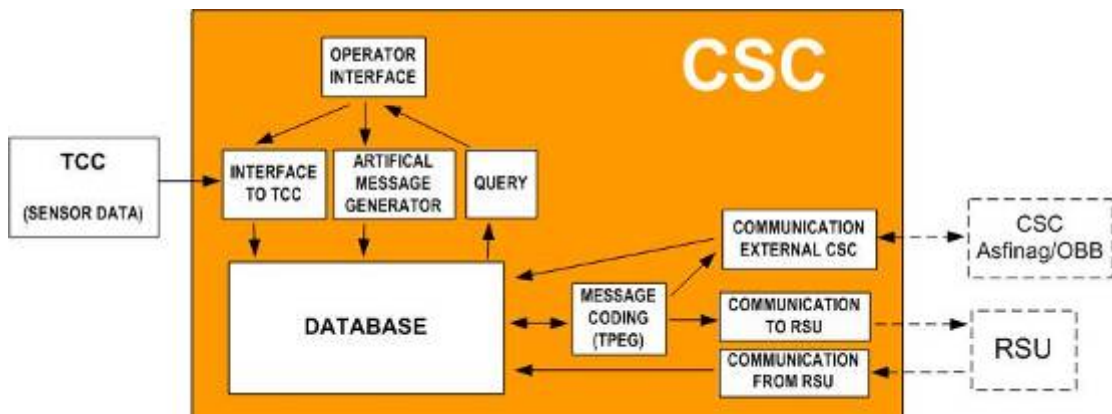 CSC
OPERATOR
INTERFACE
TCC
(SENSOR DATA)
INTERFACE
TO TCC
ARTIFICAL
MESSAGE
GENERATOR
QUERY
COMMUNICATION
EXTERNAL CSC
CSC
Asfinag/OBB
DATABASE
MESSAGE
CODING
(TPEG)
COMMUNICATION
TO RSU
RSU
COMMUNICATION
FROM RSU